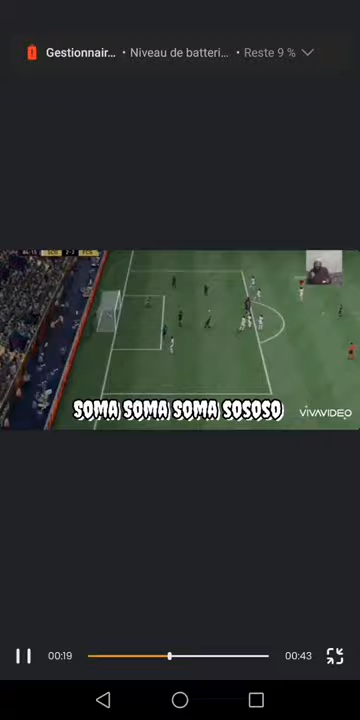 Gestionnair... • Niveau de batteri... • Reste 9 %
SOMA SOMA SOMA SOSOSO
VIVAVIDEO
00:19
00:43